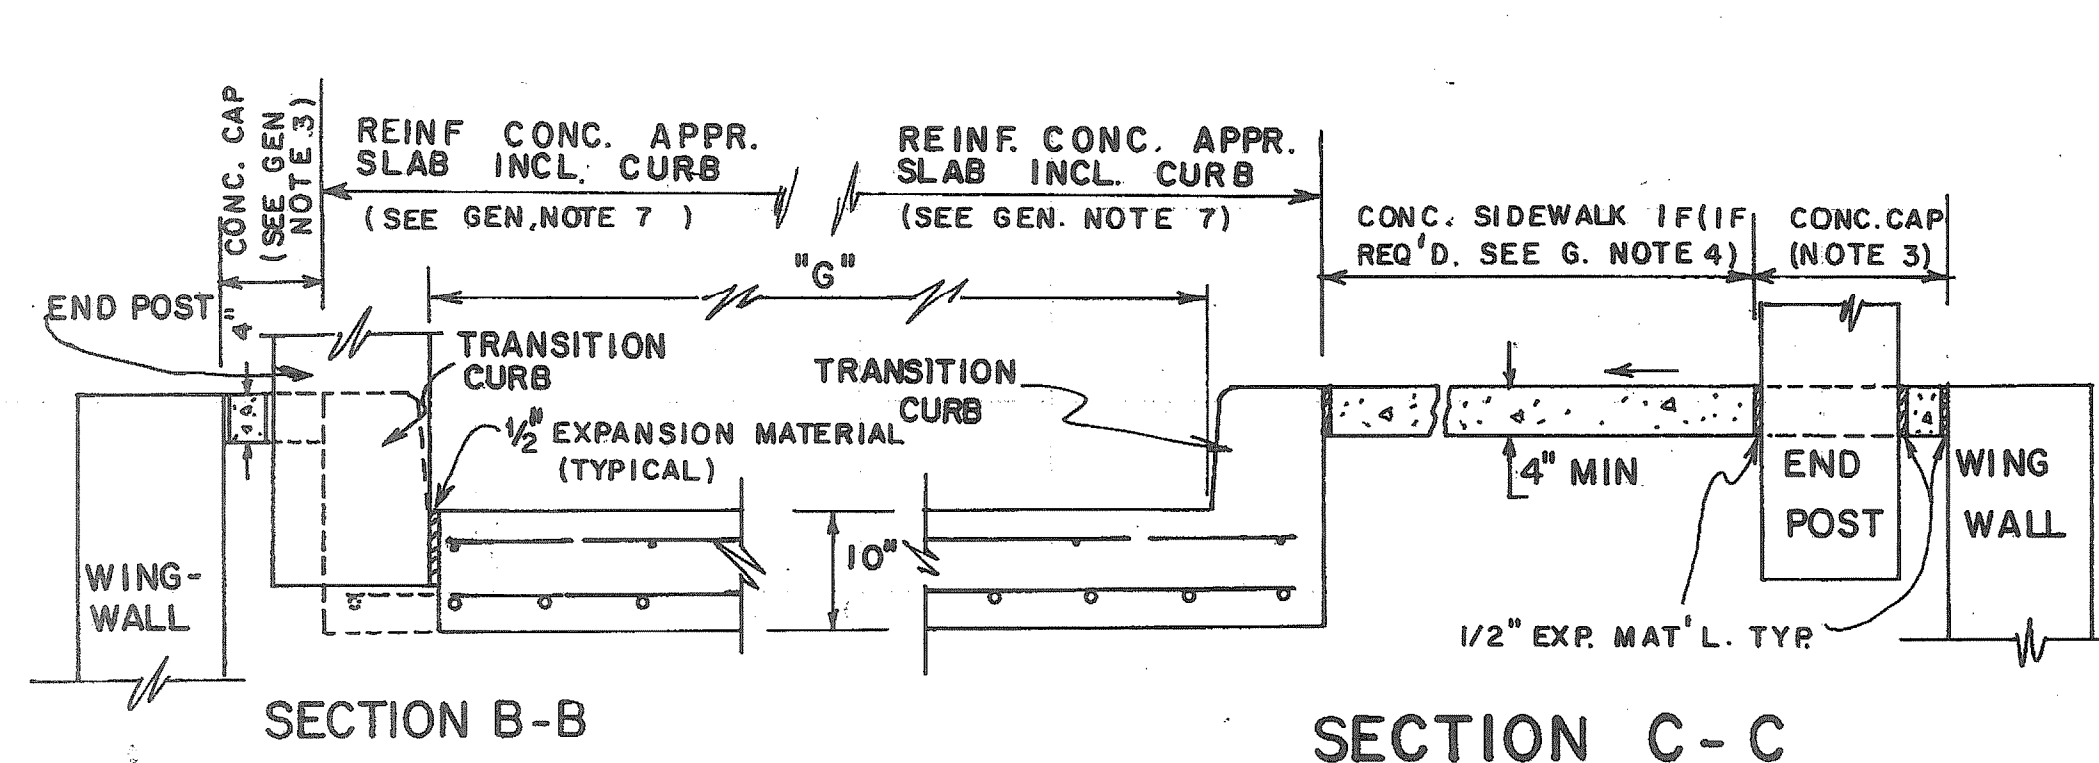 CONC. CAP
(SEE GEN
NOTE 3)
REINF CONC. APPR.
SLAB INCL. CURB
(SEE GEN, NOTE 7 )
REINF. CONC. APPR.
SLAB INCL. CURB
(SEE GEN. NOTE 7)
CONC. SIDEWALK IF(IF
REQ'D. SEE G. NOTE 4)
CONC. CAP
(NOTE 3)
"G"
END POST
4"
TRANSITION
CURB
TRANSITION
CURB
1/2" EXPANSION MATERIAL
(TYPICAL)
4" MIN
END
POST
WING
WALL
10"
WING-
WALL
1/2" EXP. MAT'L. TYP.
SECTION B-B
SECTION C-C